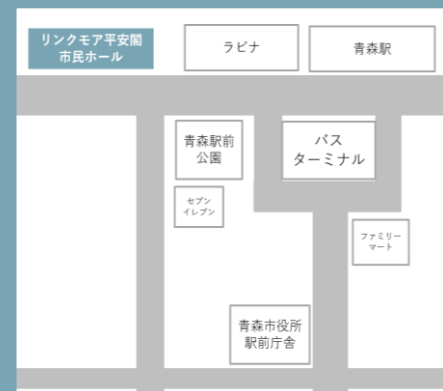 リンクモア平安閣
市民ホール
ラビナ
青森駅
青森駅前
公園
バス
ターミナル
セブン
イレブン
ファミリー
マート
青森市役所
駅前庁舎